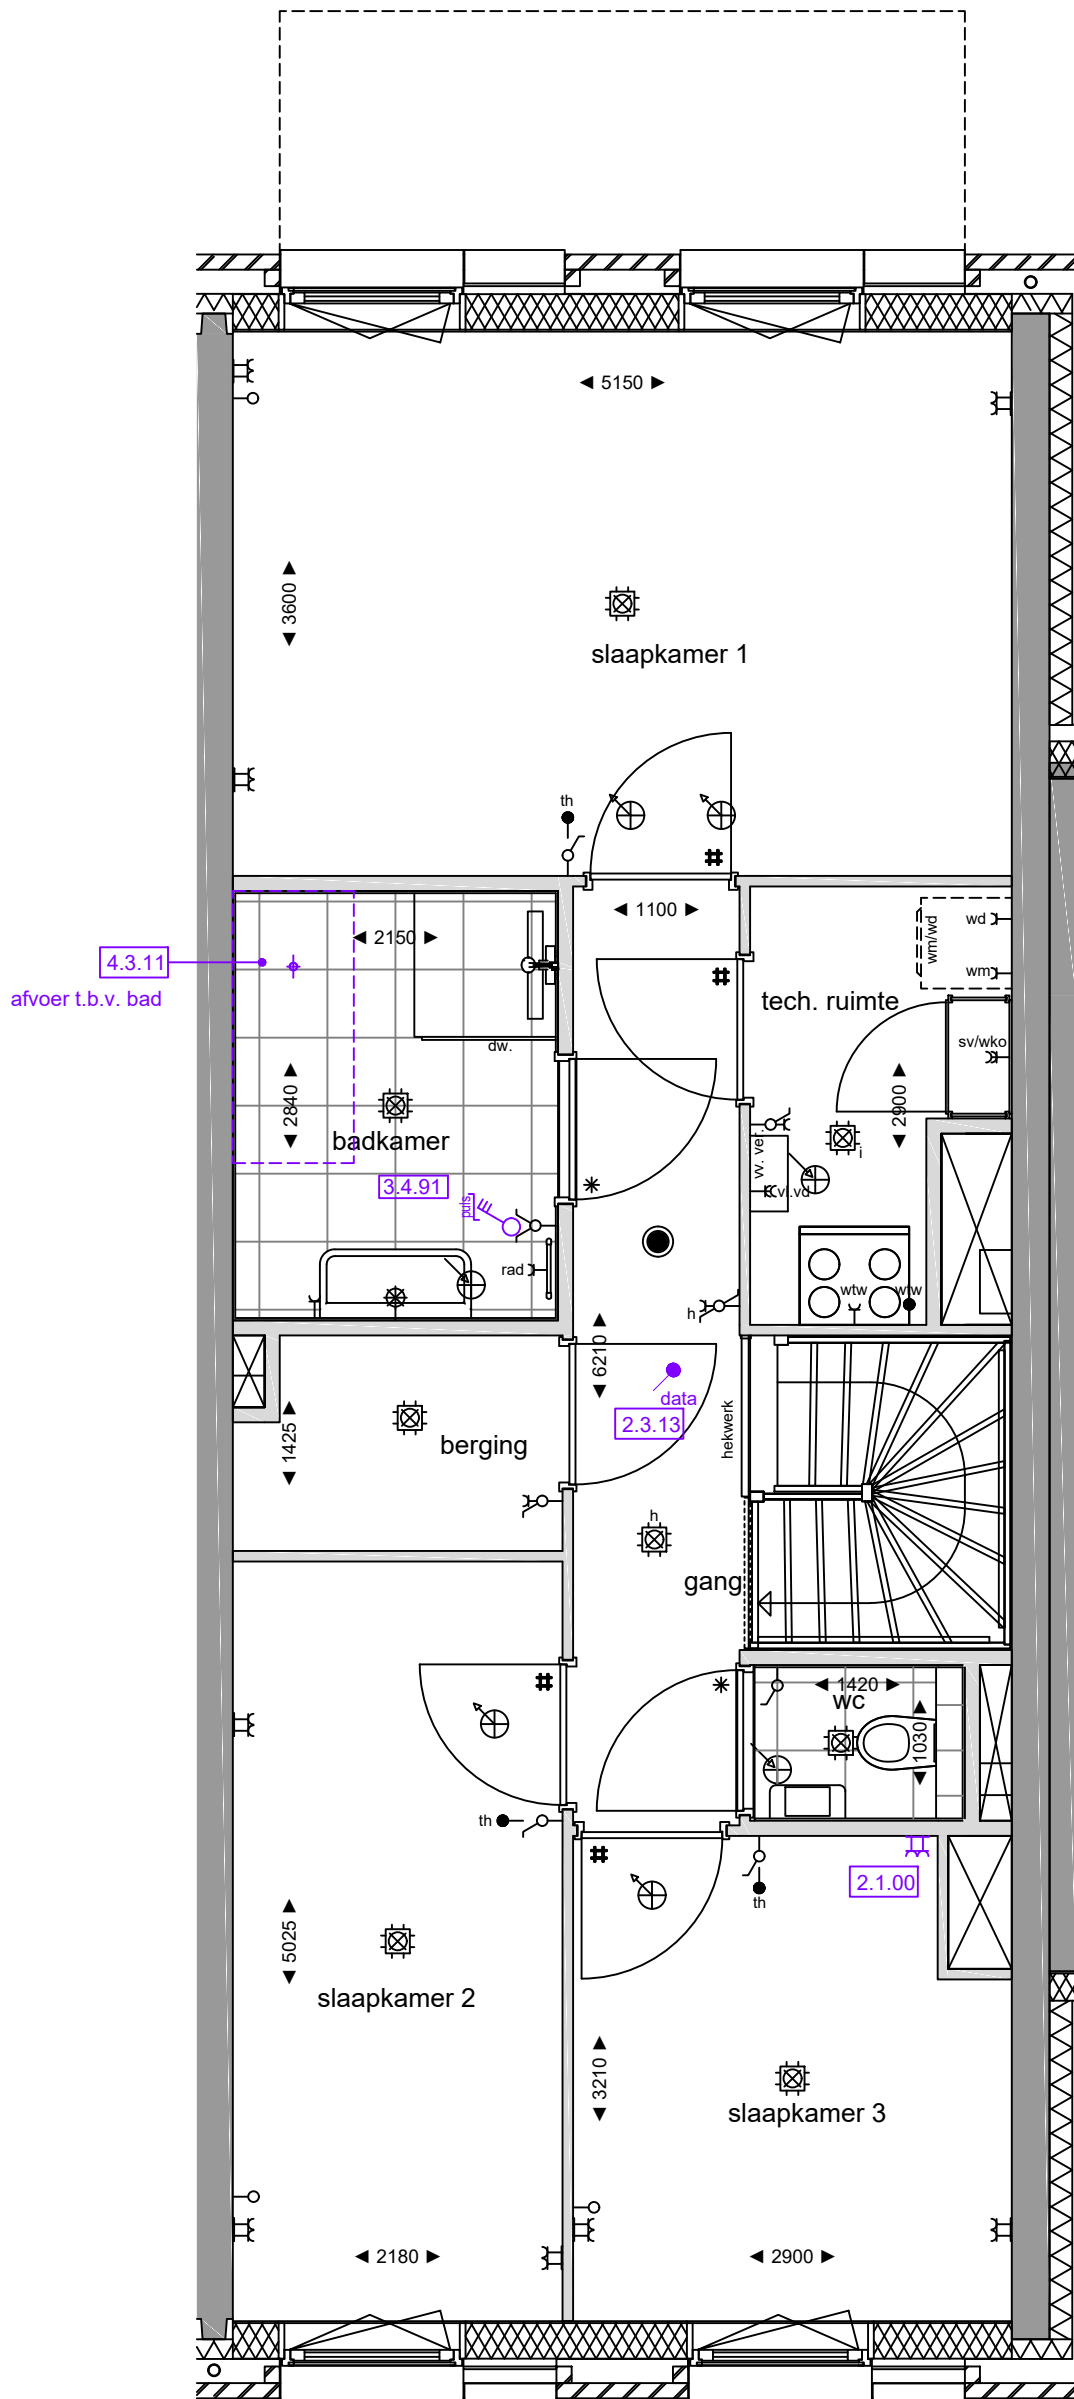 5150
3600
slaapkamer 1
th
1100
2150
4.3.11
afvoer t.b.v. bad
dw.
2840
badkamer
3.4.91
puls.
rad
wm/wd
wd
wm
tech. ruimte
sv/wko
2900
vv. ver.
vl.vd
i
wtw
wtw
h
6210
data
2.3.13
hekwerk
1425
berging
h
gang
1420
wc
1030
th
th
2.1.00
5025
slaapkamer 2
3210
slaapkamer 3
2180
2900